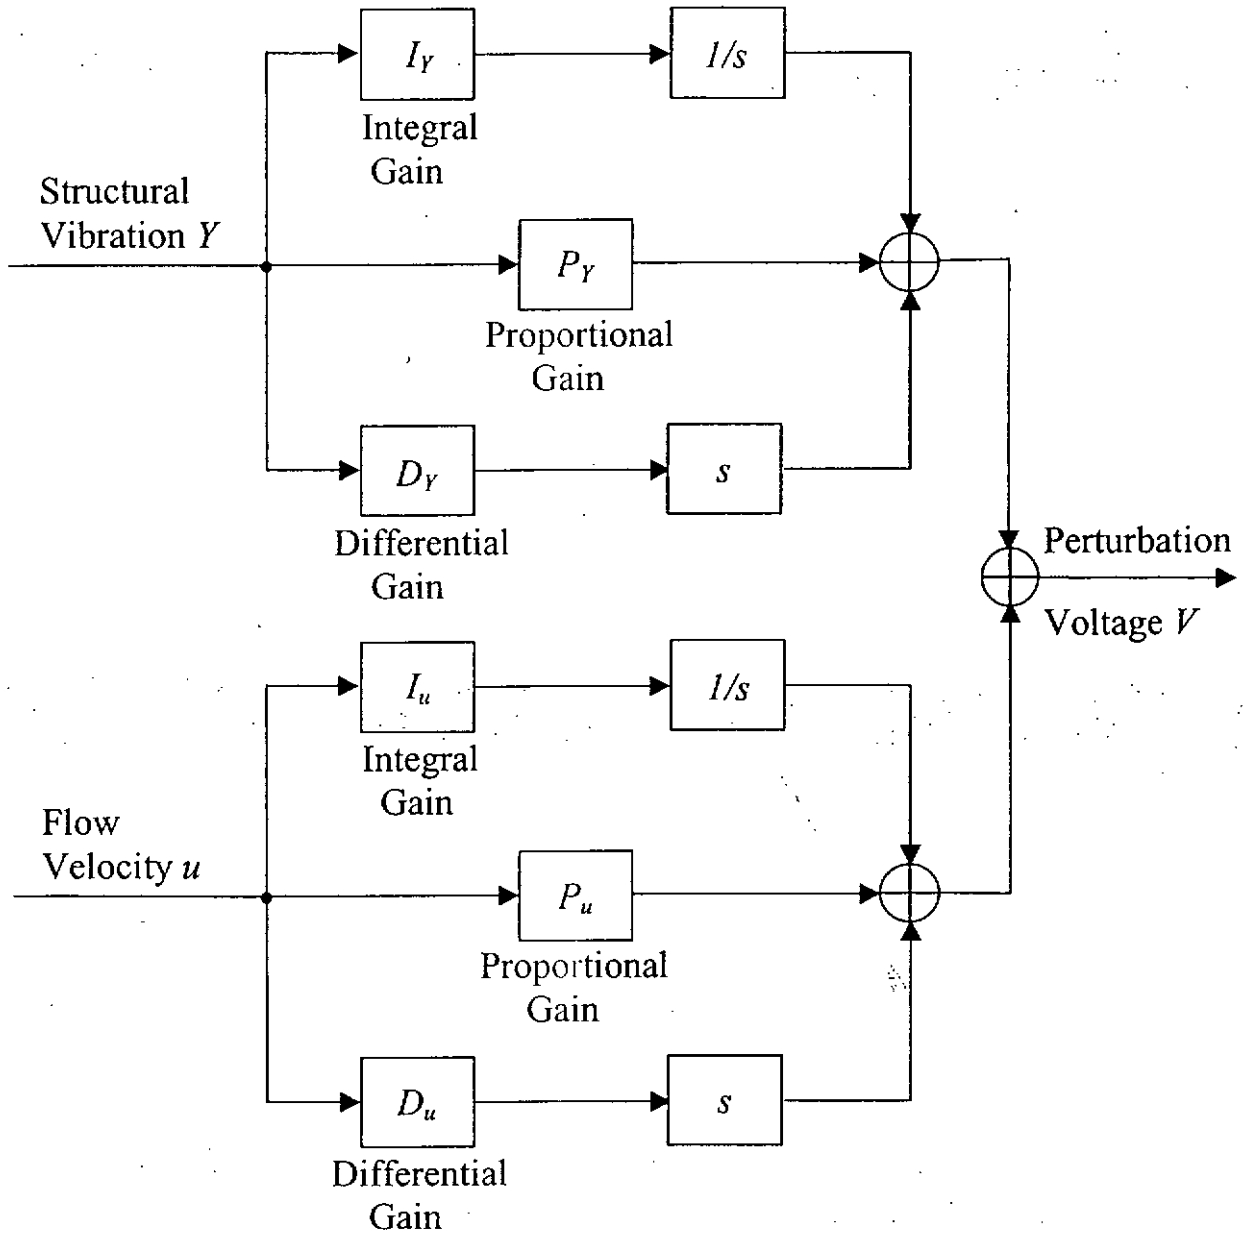 I_Y
1/s
Integral
Gain
Structural
Vibration Y
P_Y
Proportional
Gain
D_Y
s
Differential
Gain
Perturbation
Voltage V
I_u
1/s
Integral
Gain
Flow
Velocity u
P_u
Proportional
Gain
D_u
s
Differential
Gain